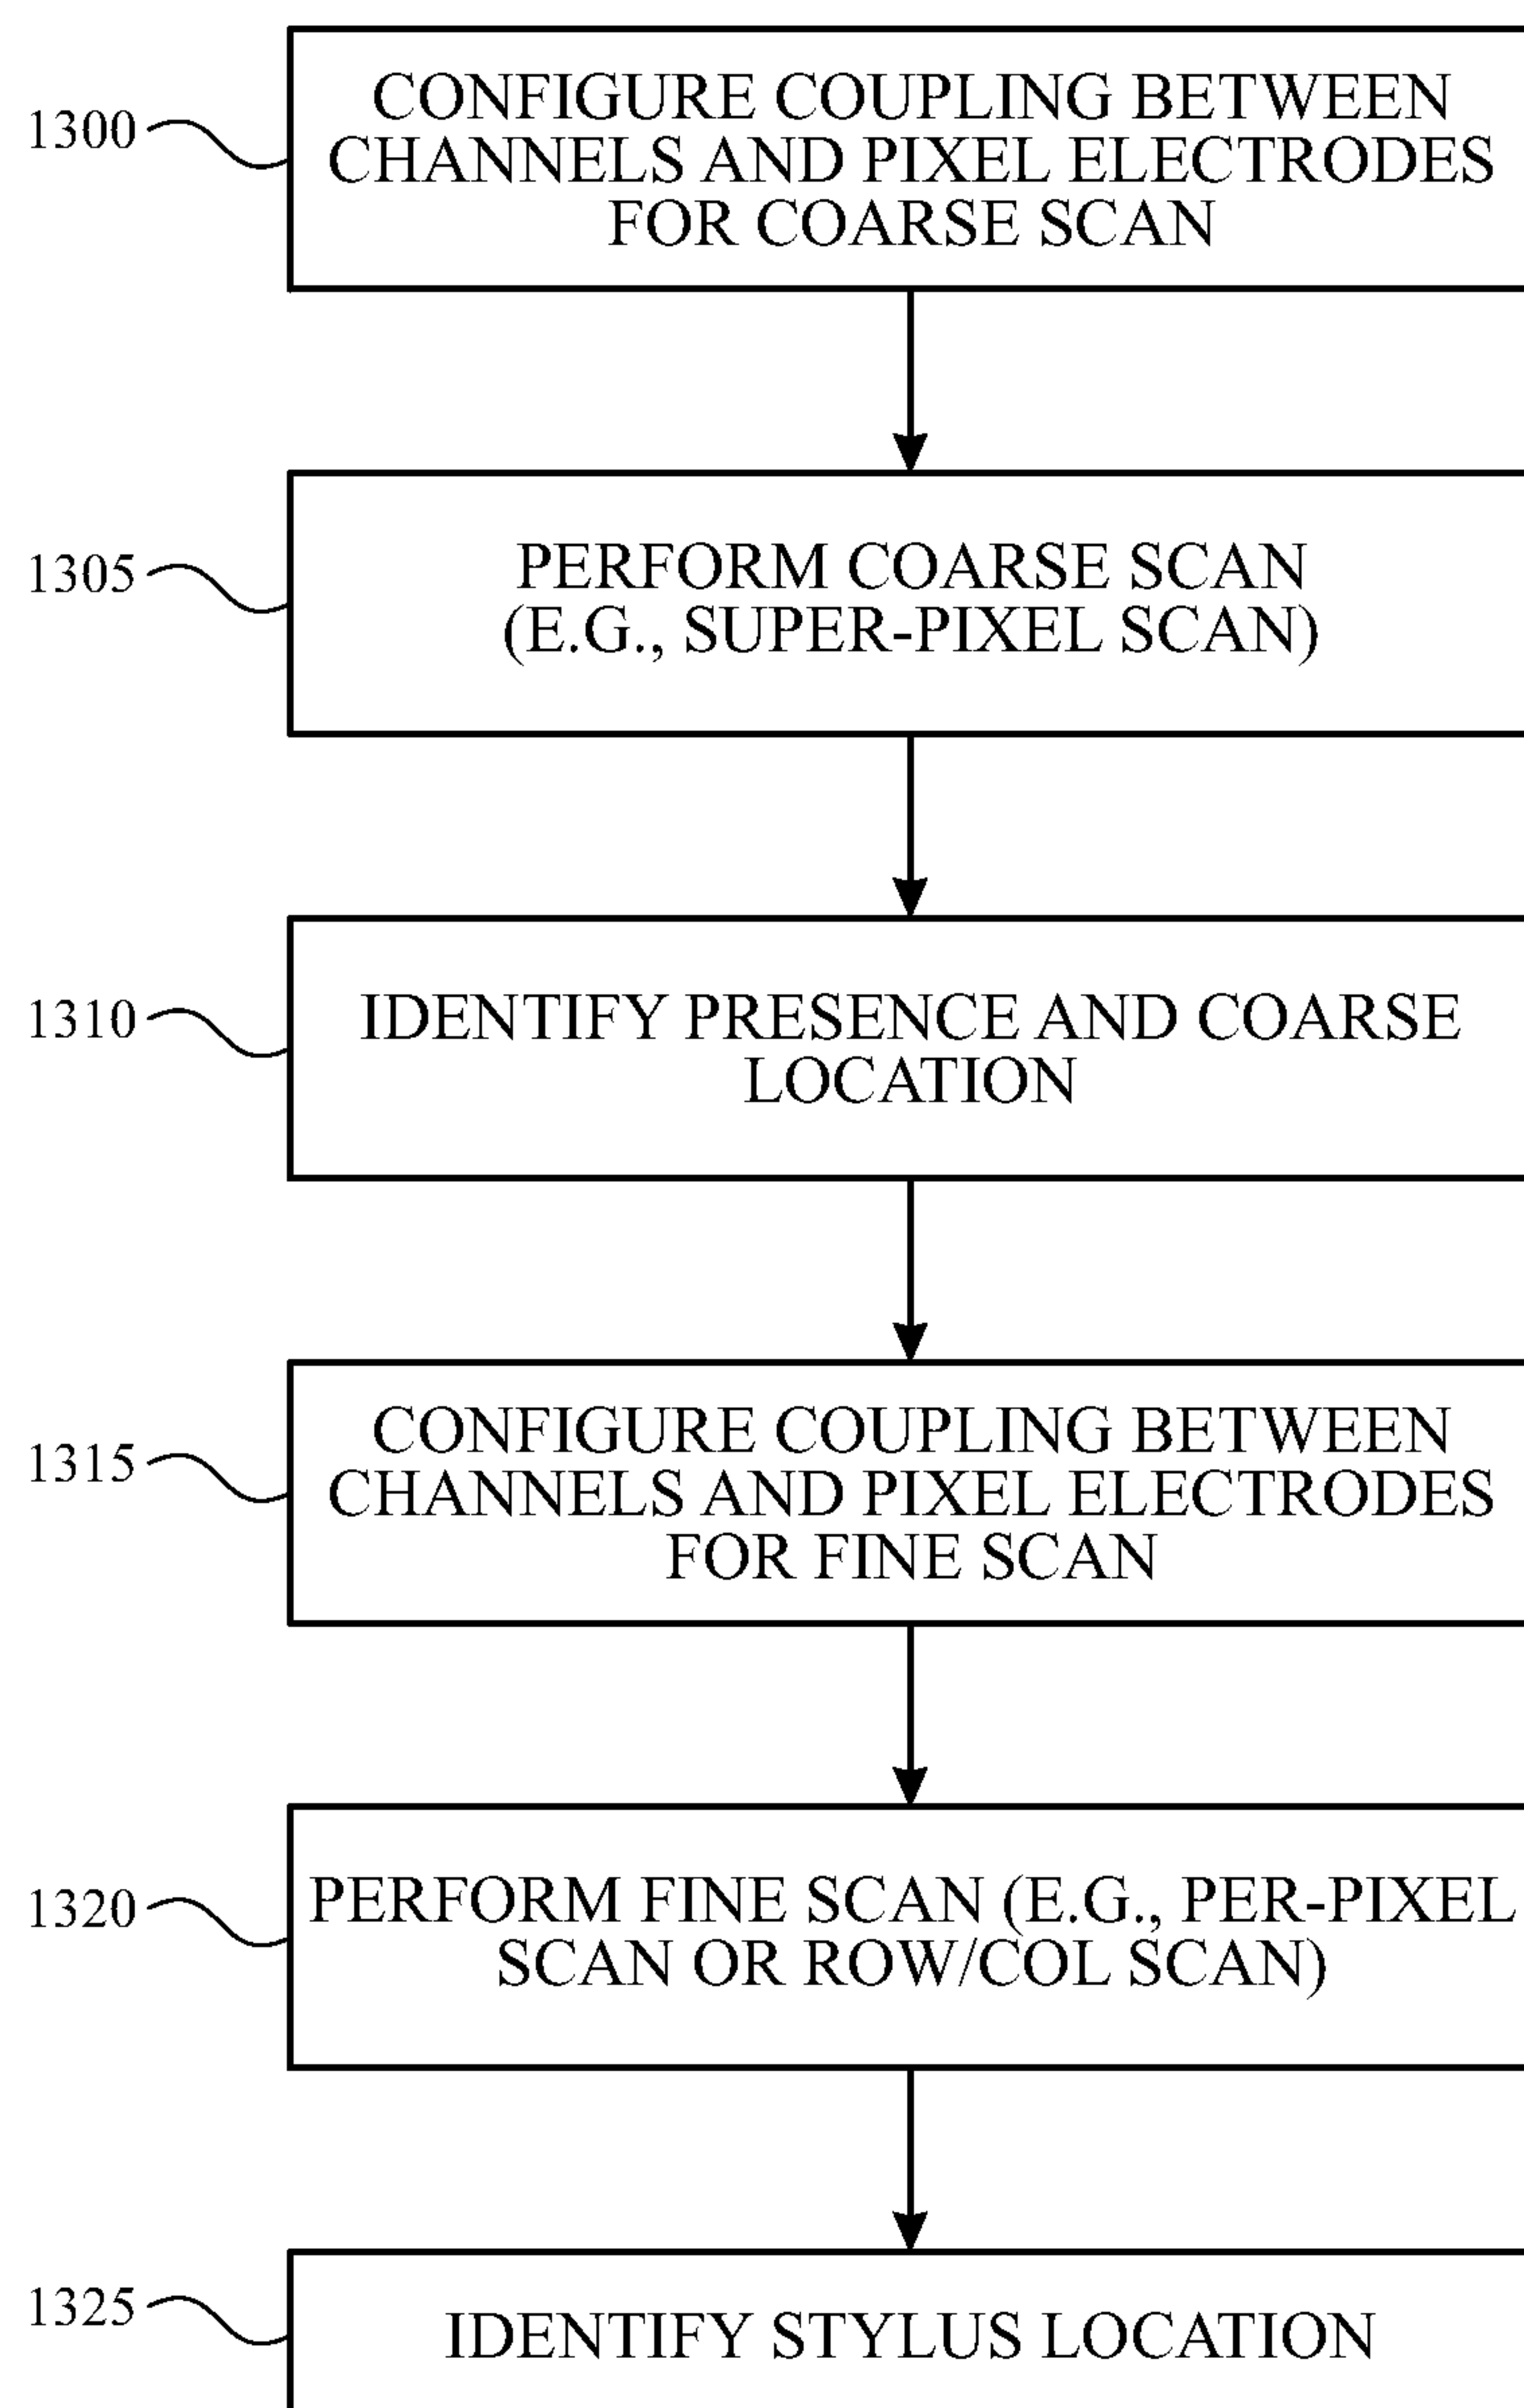 1300
CONFIGURE COUPLING BETWEEN
CHANNELS AND PIXEL ELECTRODES
FOR COARSE SCAN
1305
PERFORM COARSE SCAN
(E.G., SUPER-PIXEL SCAN)
1310
IDENTIFY PRESENCE AND COARSE
LOCATION
1315
CONFIGURE COUPLING BETWEEN
CHANNELS AND PIXEL ELECTRODES
FOR FINE SCAN
1320
PERFORM FINE SCAN (E.G., PER-PIXEL
SCAN OR ROW/COL SCAN)
1325
IDENTIFY STYLUS LOCATION